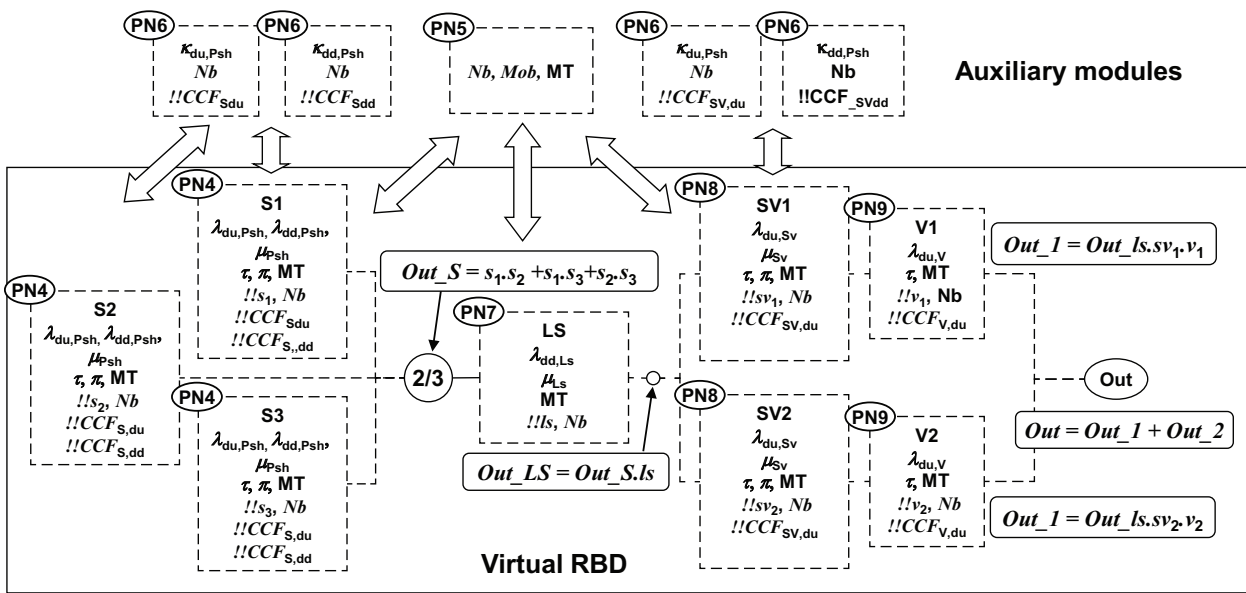 PN6
κdu,Psh
Nb
!!CCFSdu
PN6
κdd,Psh
Nb
!!CCFSdd
PN5
Nb, Mob, MT
PN6
κdu,Psh
Nb
!!CCFSV,du
PN6
κdd,Psh
Nb
!!CCF_SVdd
Auxiliary modules
PN4
S1
λdu,Psh, λdd,Psh,
μPsh
τ, π, MT
!!s1, Nb
!!CCFSdu
!!CCFS,,dd
PN4
S2
λdu,Psh, λdd,Psh,
μPsh
τ, π, MT
!!s2, Nb
!!CCFS,du
!!CCFS,dd
PN4
S3
λdu,Psh, λdd,Psh,
μPsh
τ, π, MT
!!s3, Nb
!!CCFS,du
!!CCFS,dd
Out_S = s1.s2 +s1.s3+s2.s3
2/3
PN7
LS
λdd,Ls
μLs
MT
!!ls, Nb
Out_LS = Out_S.ls
PN8
SV1
λdu,Sv
μSv
τ, π, MT
!!sv1, Nb
!!CCFSV,du
PN9
V1
λdu,V
τ, MT
!!v1, Nb
!!CCFV,du
Out_1 = Out_ls.sv1.v1
PN8
SV2
λdu,Sv
μSv
τ, π, MT
!!sv2, Nb
!!CCFSV,du
PN9
V2
λdu,V
τ, MT
!!v2, Nb
!!CCFV,du
Out
Out = Out_1 + Out_2
Out_1 = Out_ls.sv2.v2
Virtual RBD